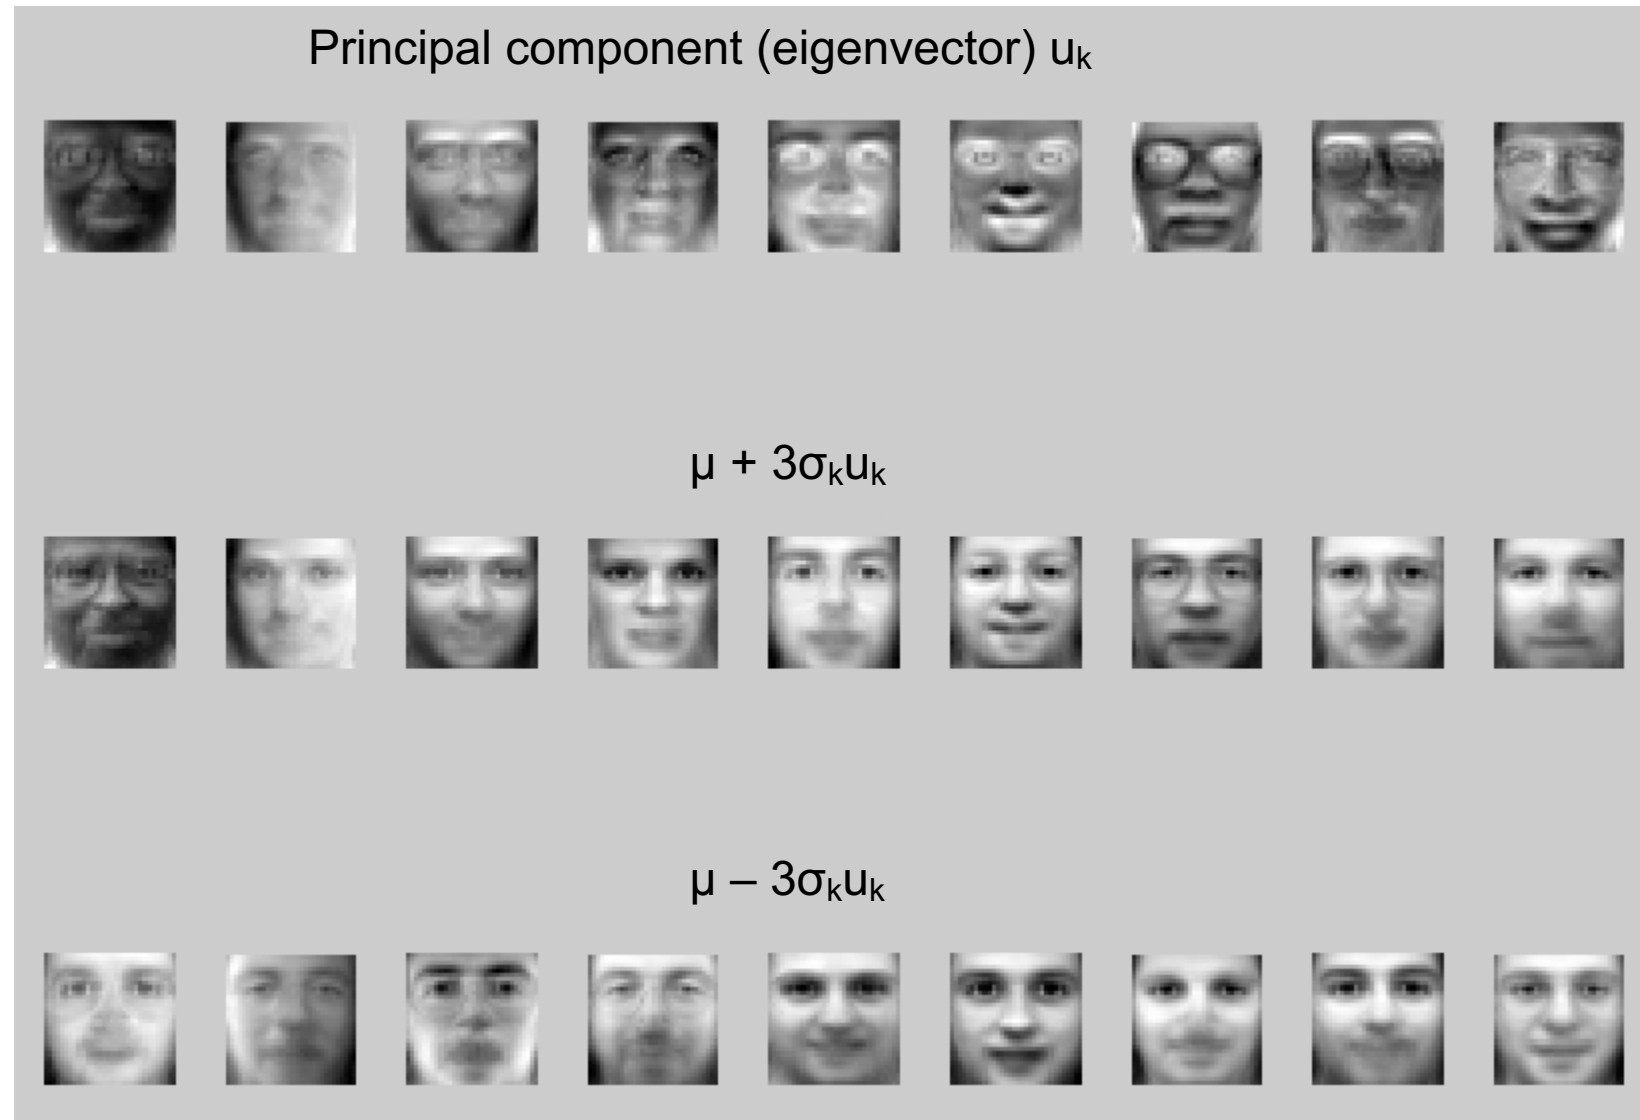 Principal component (eigenvector) uₖ
μ + 3σₖuₖ
μ – 3σₖuₖ